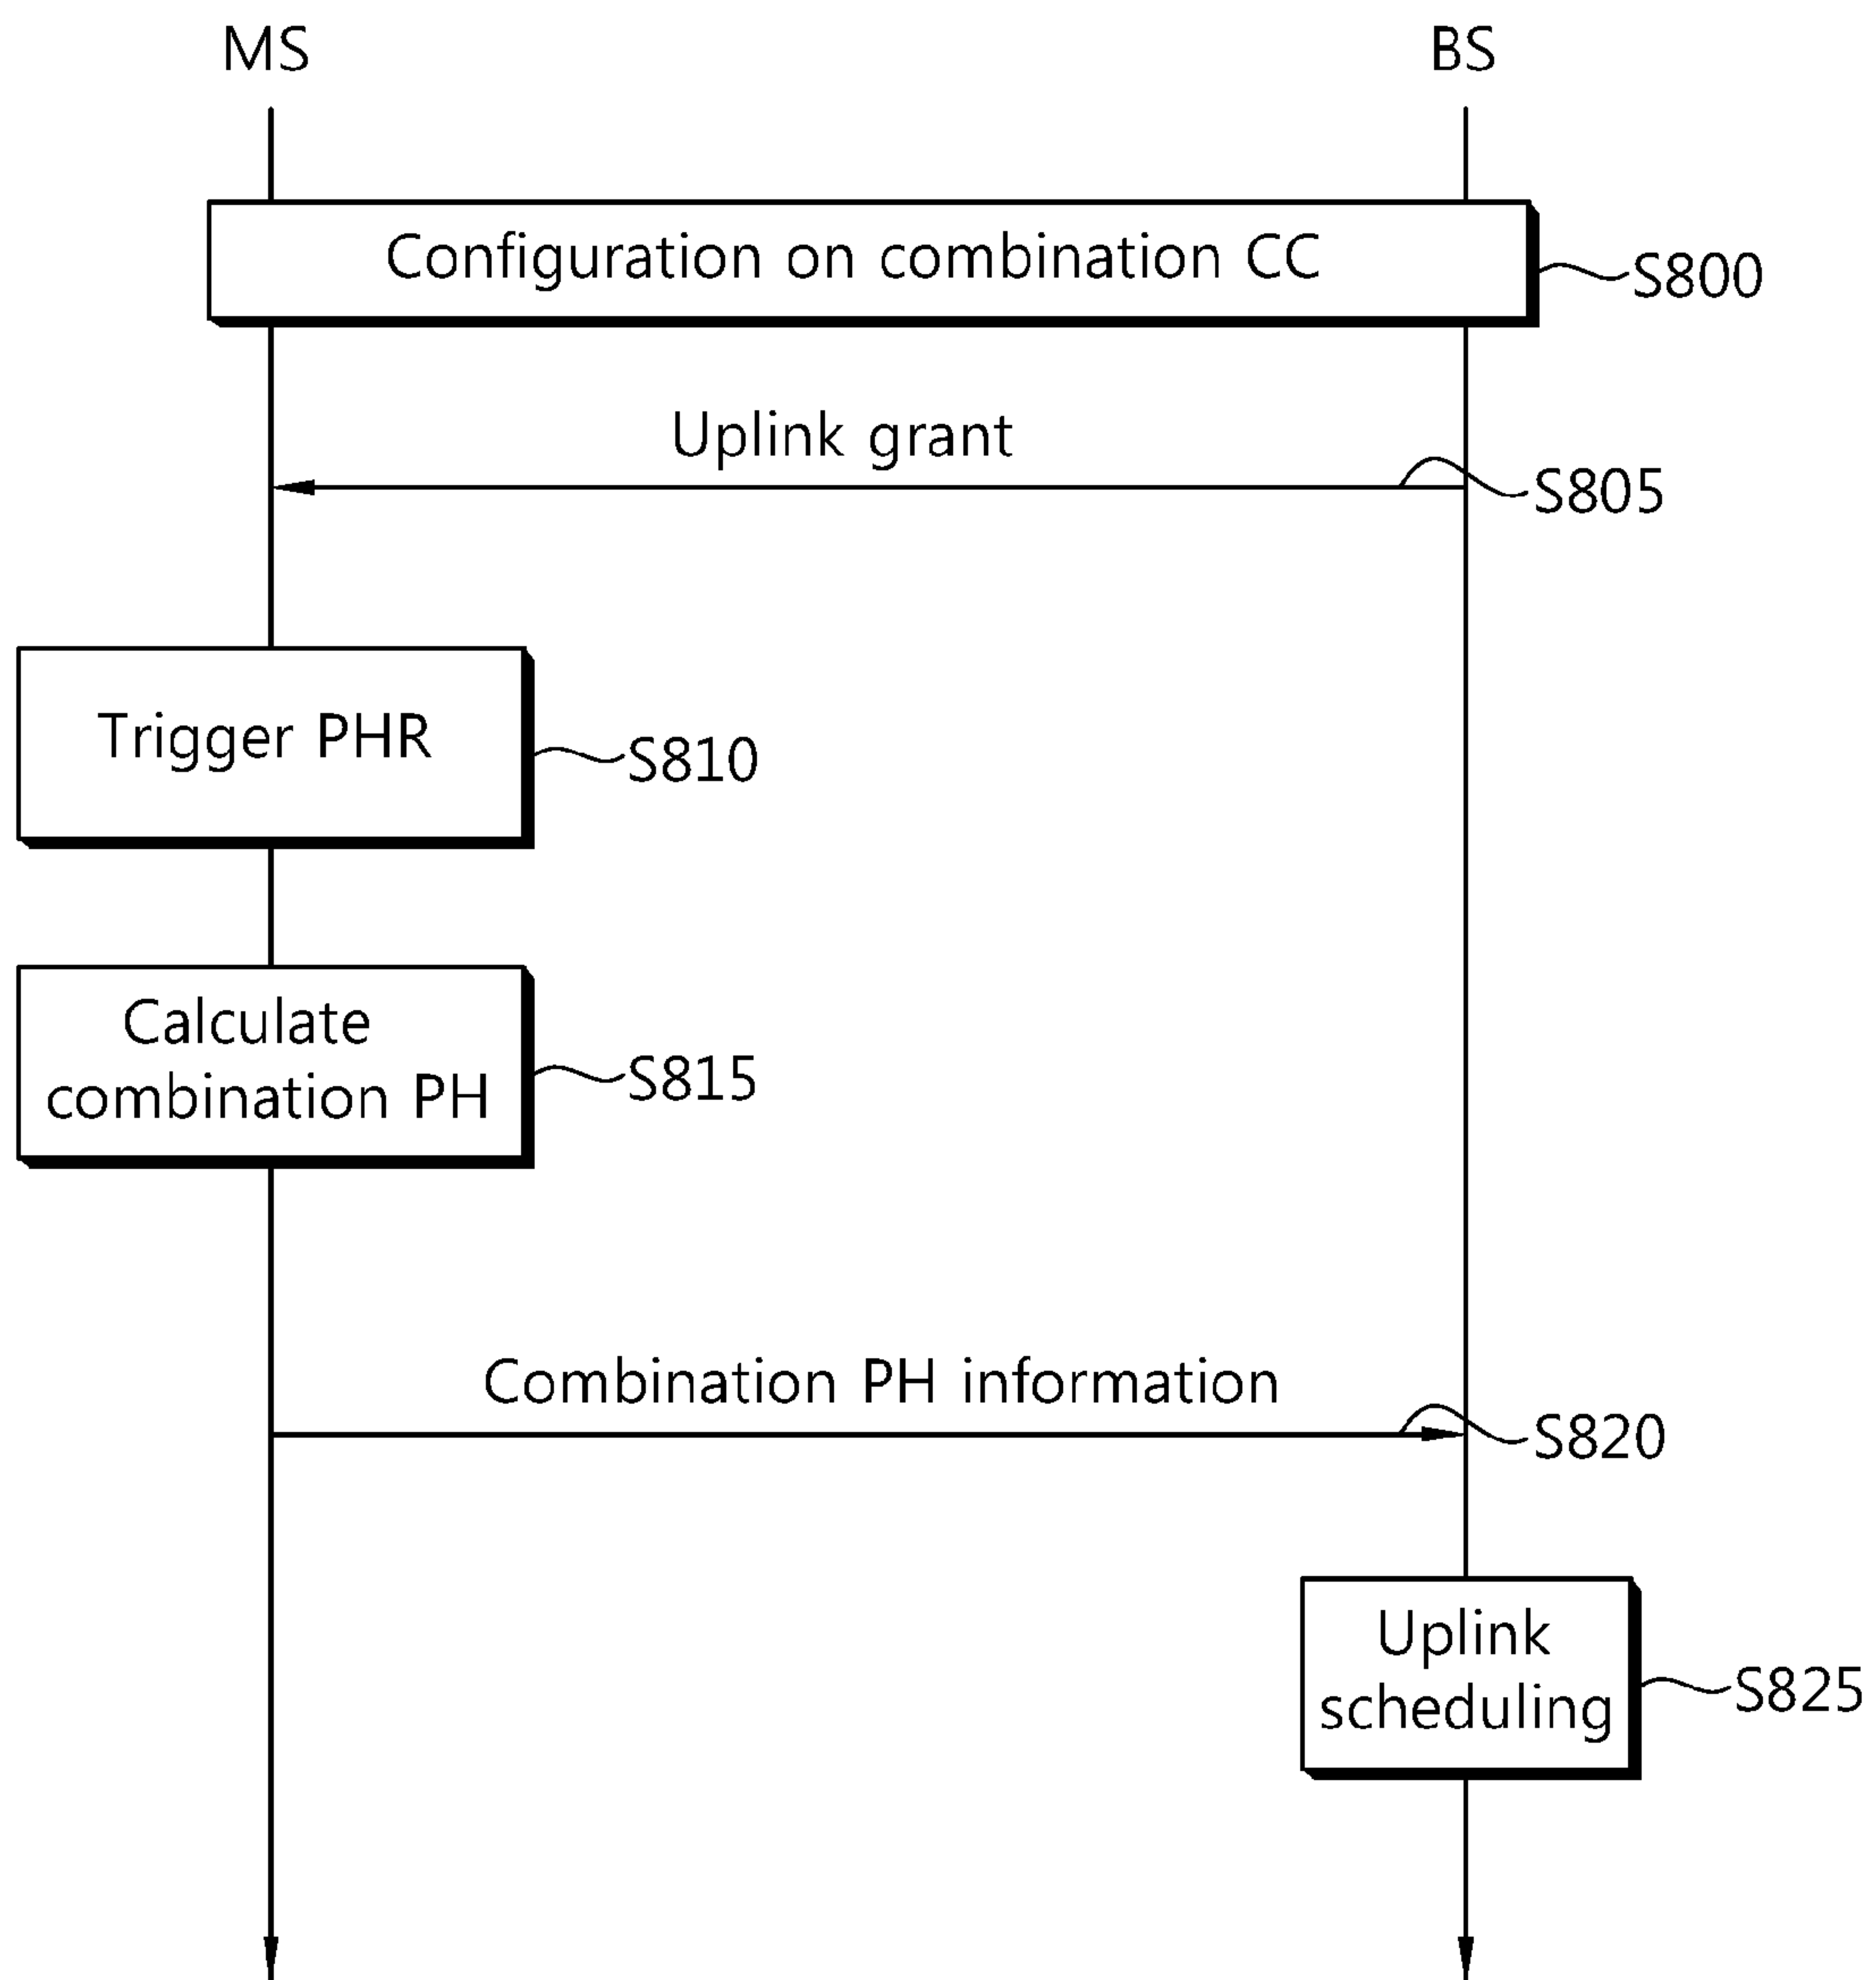 MS
BS
Configuration on combination CC
S800
Uplink grant
S805
Trigger PHR
S810
Calculate
combination PH
S815
Combination PH information
S820
Uplink
scheduling
S825